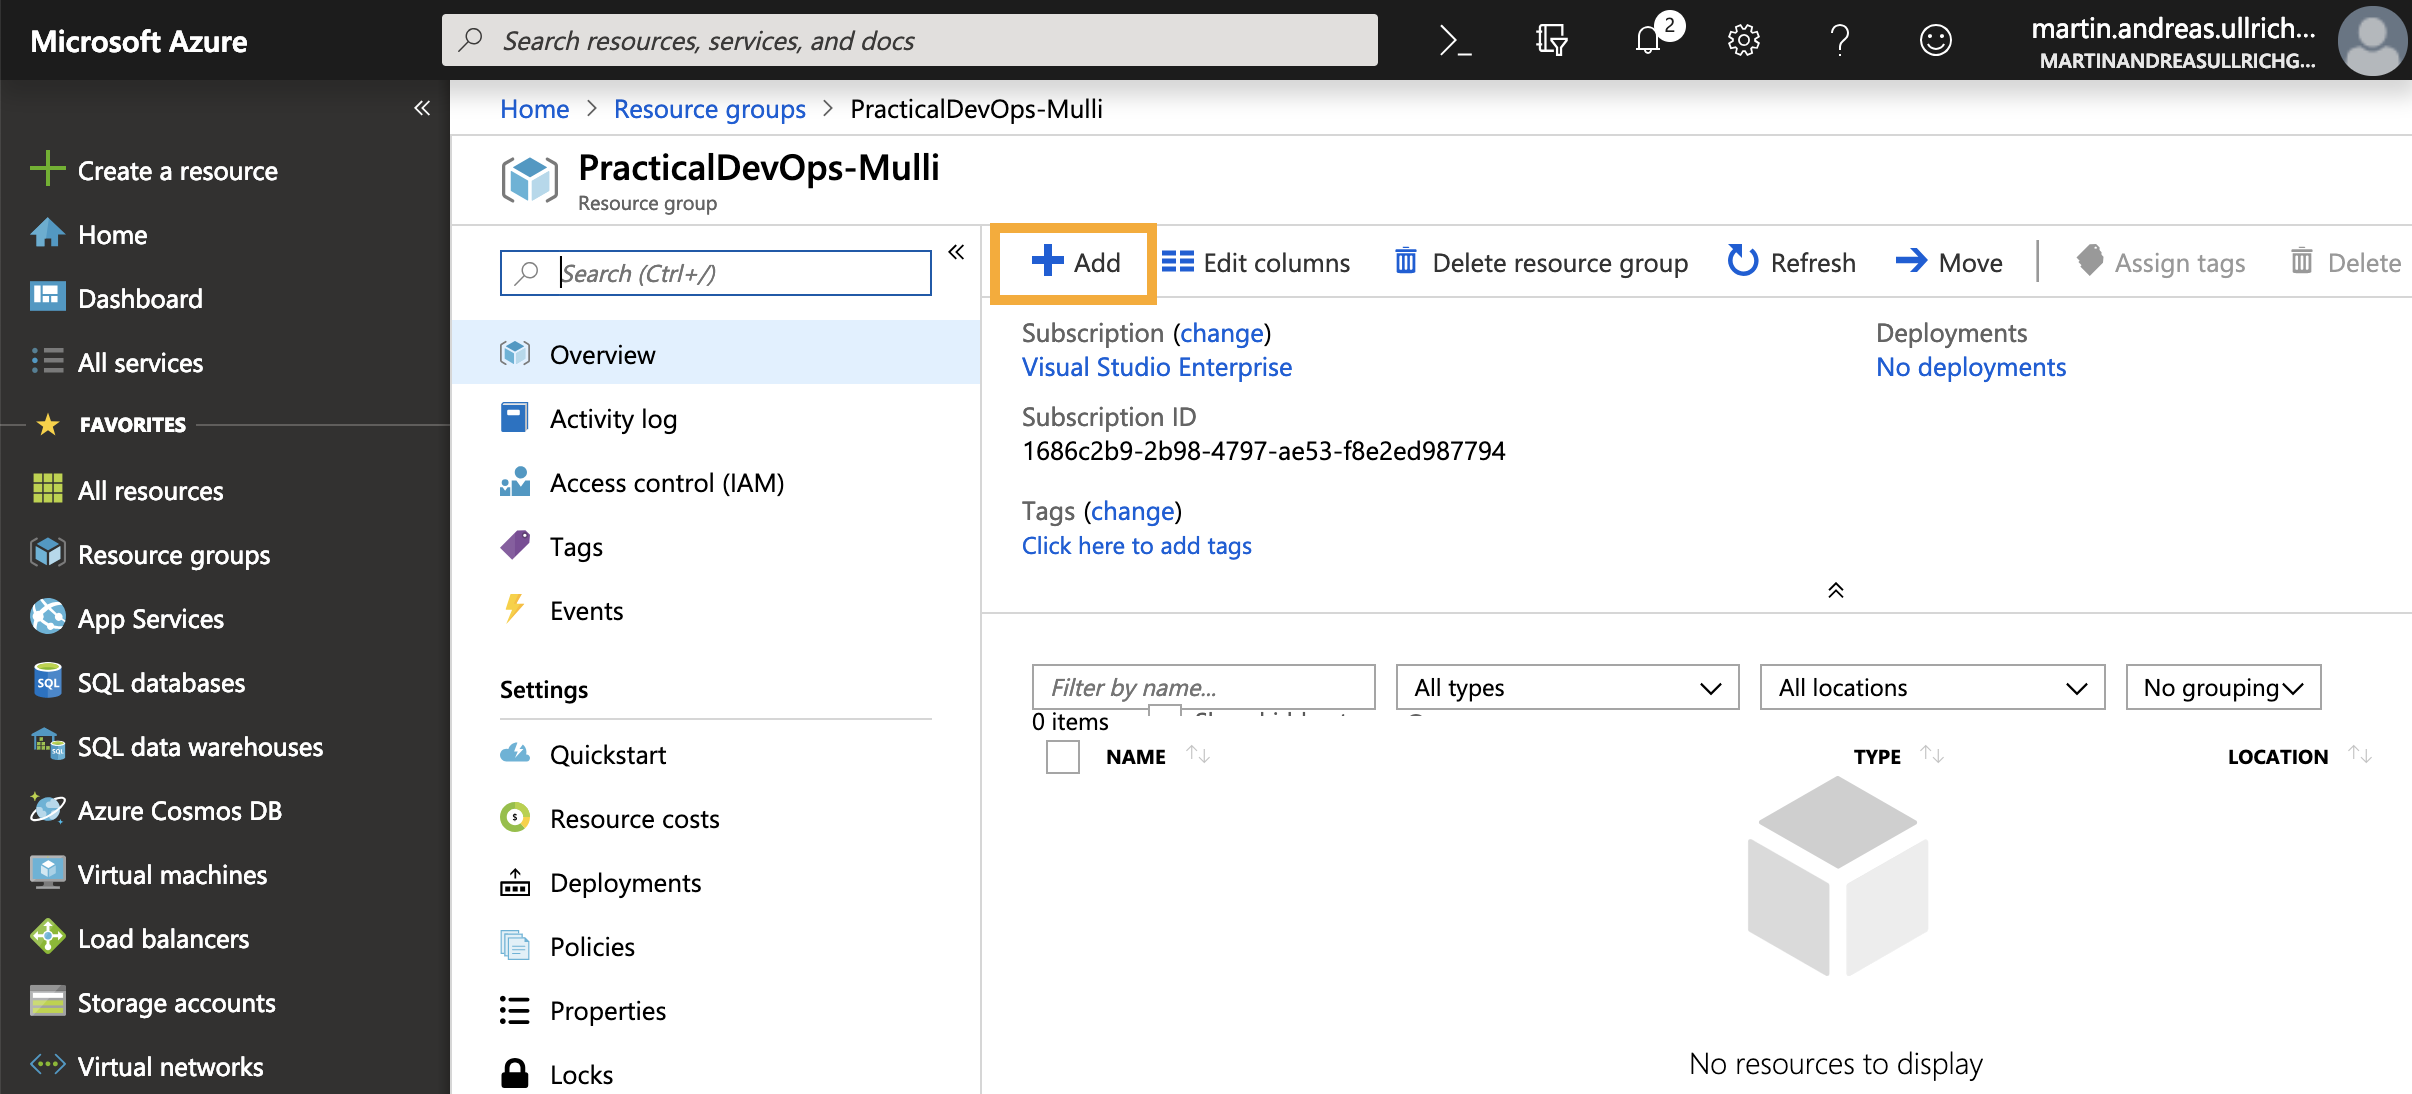 Microsoft Azure
Search resources, services, and docs
2
martin.andreas.ullrich...
MARTINANDREASULLRICHG...
Create a resource
Home
Dashboard
All services
FAVORITES
All resources
Resource groups
App Services
SQL
SQL databases
SQL
SQL data warehouses
Azure Cosmos DB
Virtual machines
Load balancers
Storage accounts
Virtual networks
Home > Resource groups > PracticalDevOps-Mulli
PracticalDevOps-Mulli
Resource group
Search (Ctrl+/)
Overview
Activity log
Access control (IAM)
Tags
Events
Settings
Quickstart
$
Resource costs
Deployments
Policies
Properties
Locks
Add
Edit columns
Delete resource group
Refresh
Move
Assign tags
Delete
Subscription (change)
Visual Studio Enterprise
Deployments
No deployments
Subscription ID
1686c2b9-2b98-4797-ae53-f8e2ed987794
Tags (change)
Click here to add tags
Filter by name...
All types
All locations
No grouping
0 items
NAME
TYPE
LOCATION
No resources to display